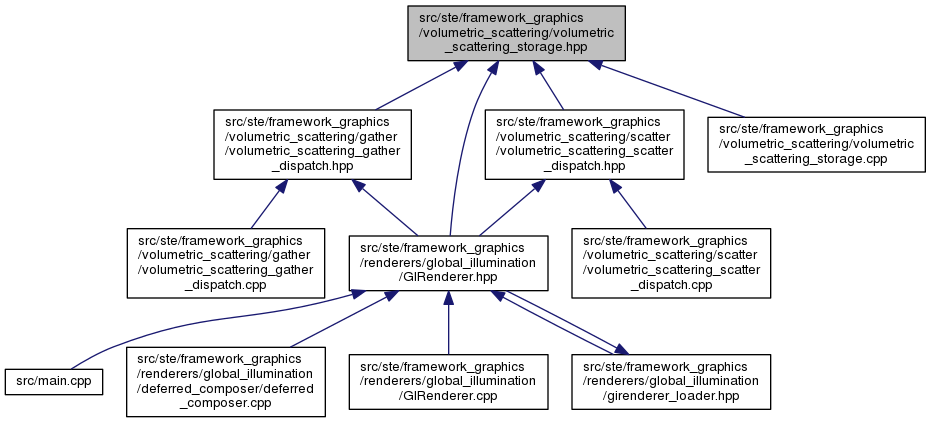 src/ste/framework_graphics
/volumetric_scattering/volumetric
_scattering_storage.hpp
src/ste/framework_graphics
/volumetric_scattering/gather
/volumetric_scattering_gather
_dispatch.hpp
src/ste/framework_graphics
/volumetric_scattering/scatter
/volumetric_scattering_scatter
_dispatch.hpp
src/ste/framework_graphics
/volumetric_scattering/volumetric
_scattering_storage.cpp
src/ste/framework_graphics
/volumetric_scattering/gather
/volumetric_scattering_gather
_dispatch.cpp
src/ste/framework_graphics
/renderers/global_illumination
/GIRenderer.hpp
src/ste/framework_graphics
/volumetric_scattering/scatter
/volumetric_scattering_scatter
_dispatch.cpp
src/main.cpp
src/ste/framework_graphics
/renderers/global_illumination
/deferred_composer/deferred
_composer.cpp
src/ste/framework_graphics
/renderers/global_illumination
/GIRenderer.cpp
src/ste/framework_graphics
/renderers/global_illumination
/girenderer_loader.hpp